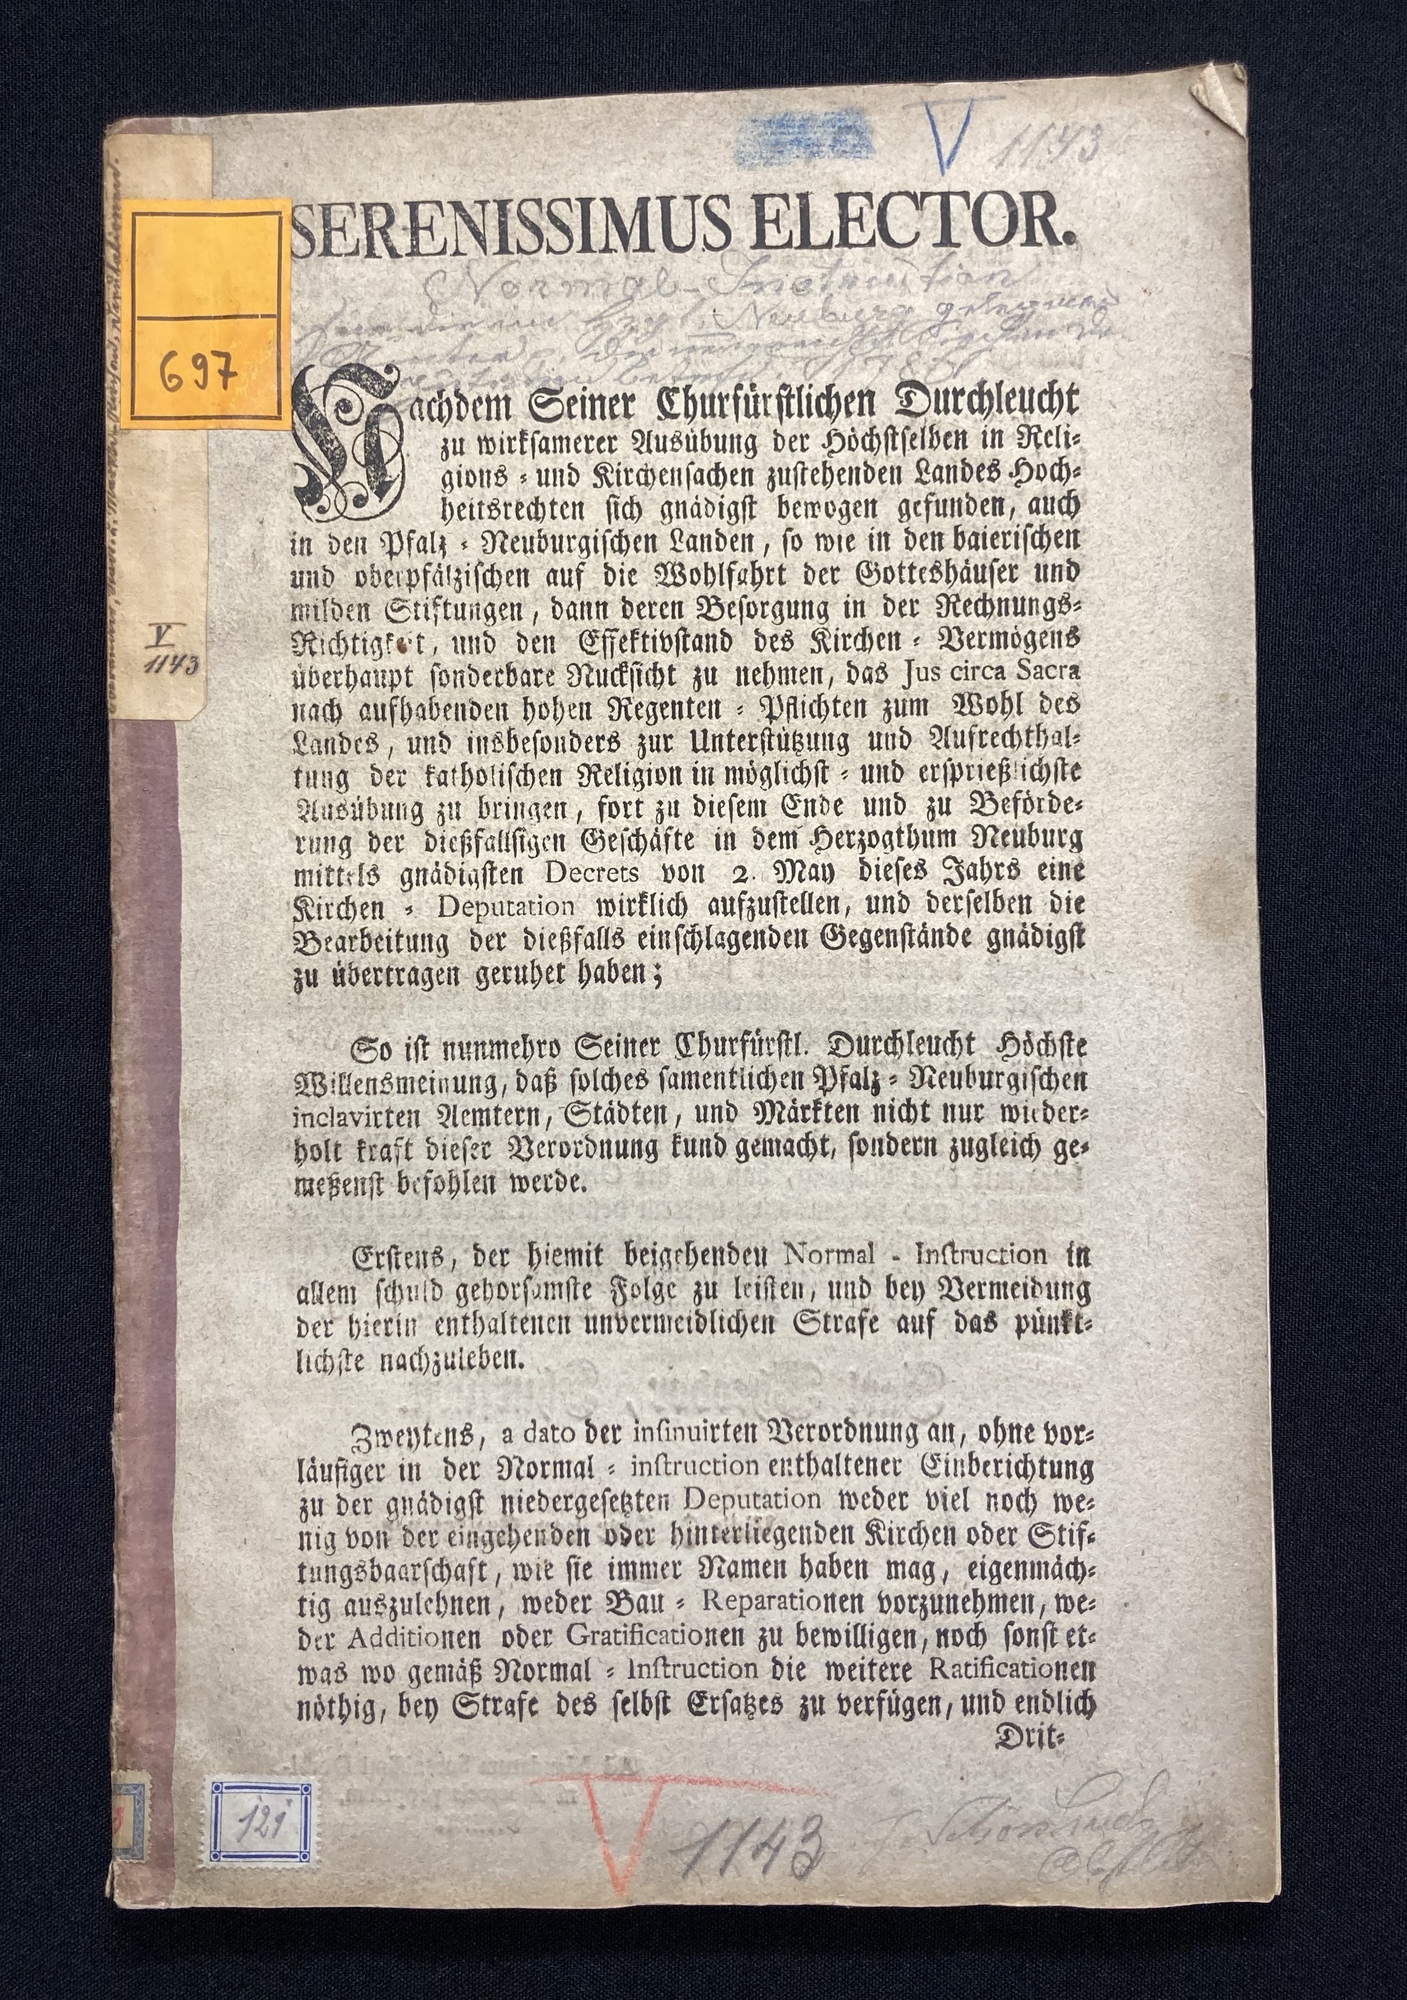 V 1143
SERENISSIMUS ELECTOR.
Normal-Instruction
697
Nachdem Seiner Churfürstlichen Durchleucht
zu wirksamerer Ausübung der Höchstselben in Reli-
gions - und Kirchensachen zustehenden Landes Hoch-
heitsrechten sich gnädigst bewogen gefunden, auch
in den Pfalz - Neuburgischen Landen, so wie in den baierischen
und oberpfälzischen auf die Wohlfahrt der Gotteshäuser und
milden Stiftungen, dann deren Besorgung in der Rechnungs-
Richtigkeit, und den Effektivstand des Kirchen - Vermögens
überhaupt sonderbare Rucksicht zu nehmen, das Jus circa Sacra
nach aufhabenden hohen Regenten - Pflichten zum Wohl des
Landes, und insbesonders zur Unterstützung und Aufrechthal-
tung der katholischen Religion in möglichst - und ersprießlichste
Ausübung zu bringen, fort zu diesem Ende und zu Beförde-
rung der dießfallsigen Geschäfte in dem Herzogthum Neuburg
mittels gnädigsten Decrets von 2. May dieses Jahrs eine
Kirchen - Deputation wirklich aufzustellen, und derselben die
Bearbeitung der dießfalls einschlagenden Gegenstände gnädigst
zu übertragen geruhet haben;
V
1143
So ist nunmehro Seiner Churfürstl. Durchleucht Höchste
Willensmeinung, daß solches samentlichen Pfalz - Neuburgischen
inclavirten Aemtern, Städten, und Märkten nicht nur wieder-
holt kraft dieser Verordnung kund gemacht, sondern zugleich ge-
meßenst befohlen werde.
Erstens, der hiemit beigehenden Normal - Instruction in
allem schuld gehorsamste Folge zu leisten, und bey Vermeidung
der hierin enthaltenen unvermeidlichen Strafe auf das pünkt-
lichste nachzuleben.
Zweytens, a dato der insinuirten Verordnung an, ohne vor-
läufiger in der Normal - instruction enthaltener Einberichtung
zu der gnädigst niedergesetzten Deputation weder viel noch we-
nig von der eingehenden oder hinterliegenden Kirchen oder Stif-
tungsbaarschaft, wie sie immer Namen haben mag, eigenmäch-
tig auszulehnen, weder Bau - Reparationen vorzunehmen, we-
der Additionen oder Gratificationen zu bewilligen, noch sonst et-
was wo gemäß Normal - Instruction die weitere Ratificationen
nöthig, bey Strafe des selbst Ersatzes zu verfügen, und endlich
Drit-
121
V 1143